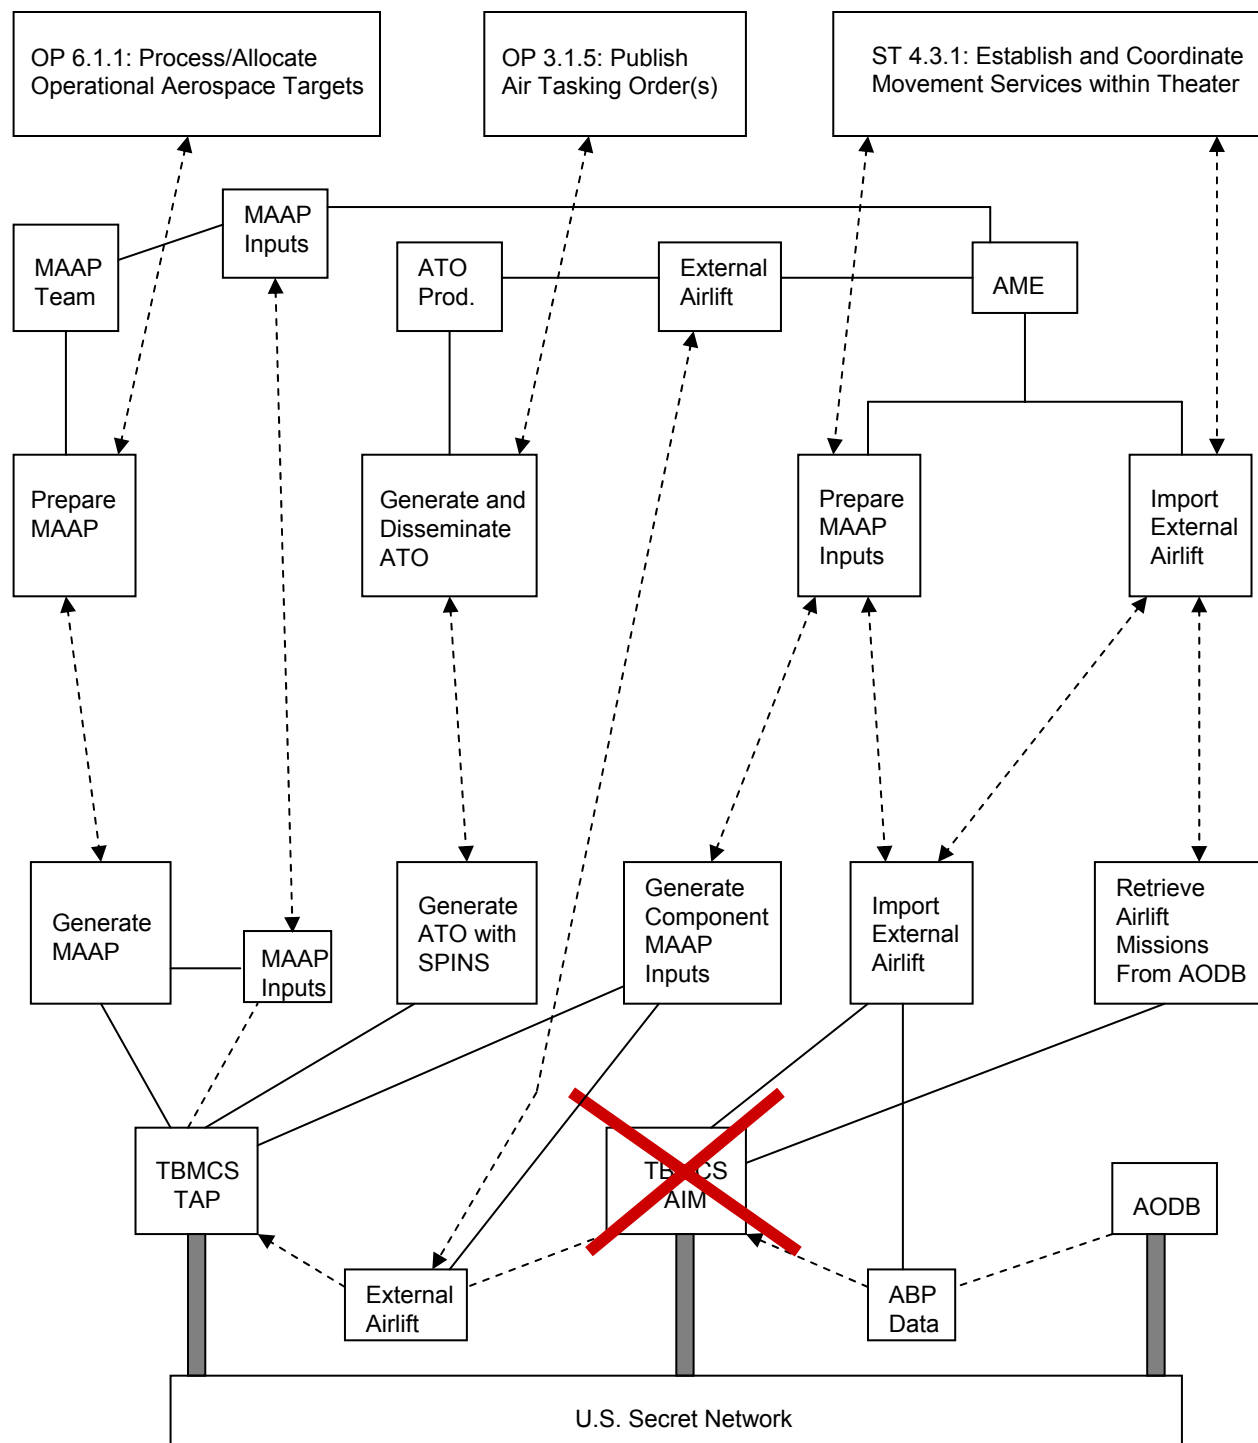 OP 6.1.1: Process/Allocate
Operational Aerospace Targets
OP 3.1.5: Publish
Air Tasking Order(s)
ST 4.3.1: Establish and Coordinate
Movement Services within Theater
MAAP
Inputs
MAAP
Team
ATO
Prod.
External
Airlift
AME
Prepare
MAAP
Generate and
Disseminate
ATO
Prepare
MAAP
Inputs
Import
External
Airlift
Generate
MAAP
MAAP
Inputs
Generate
ATO with
SPINS
Generate
Component
MAAP
Inputs
Import
External
Airlift
Retrieve
Airlift
Missions
From AODB
TBMCS
TAP
TBMCS
AIM
AODB
External
Airlift
ABP
Data
U.S. Secret Network